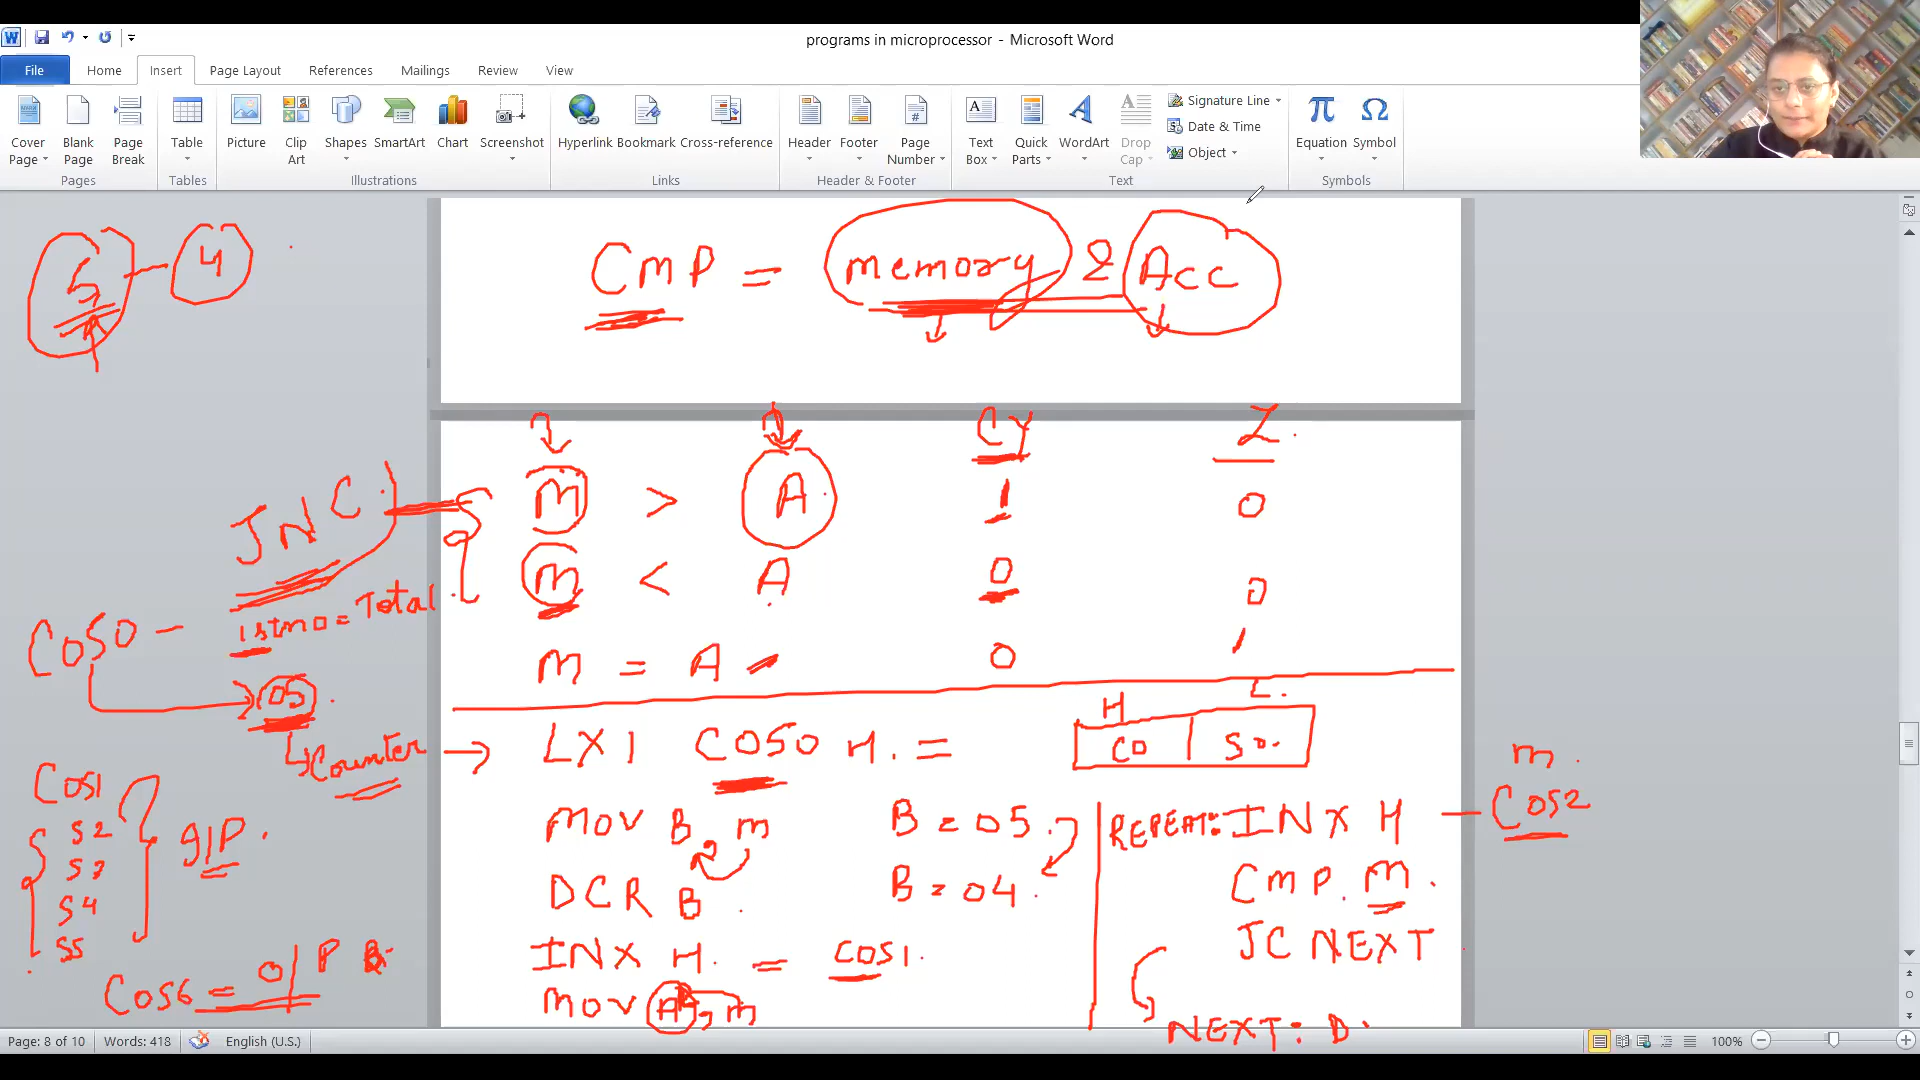 programs in microprocessor - Microsoft Word
File Home Insert Page Layout References Mailings Review View
Cover Page Blank Page Page Break Table Picture Clip Art Shapes SmartArt Chart Screenshot Hyperlink Bookmark Cross-reference Header Footer Page Number Text Box Quick Parts WordArt Drop Cap Signature Line Date & Time Object Equation Symbol
Pages Tables Illustrations Links Header & Footer Text Symbols
5 - 4
CMP = memory & Acc
CY Z
M > A 1 0
M < A 0 0
M = A 0 1
JNC
C050 - 1st no = Total
05
Counter
C051
52
53
54
55
I/P
C056 = O/P
LXI C050 H. =
H L
C0 50
MOV B, M B = 05
DCR B B = 04
INX H. = C051
MOV A, M
REPEAT: INX H - C052
M
CMP. M
JC NEXT
NEXT: D
Page: 8 of 10 Words: 418 English (U.S.) 100%